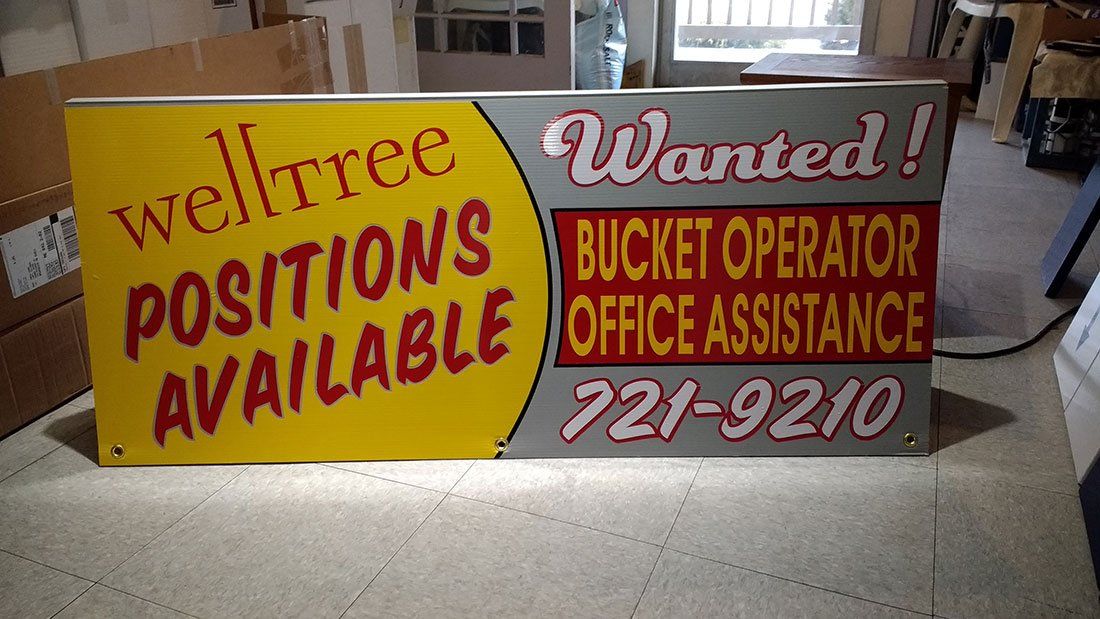 wellTree
POSITIONS
AVAILABLE
Wanted!
BUCKET OPERATOR
OFFICE ASSISTANCE
721-9210